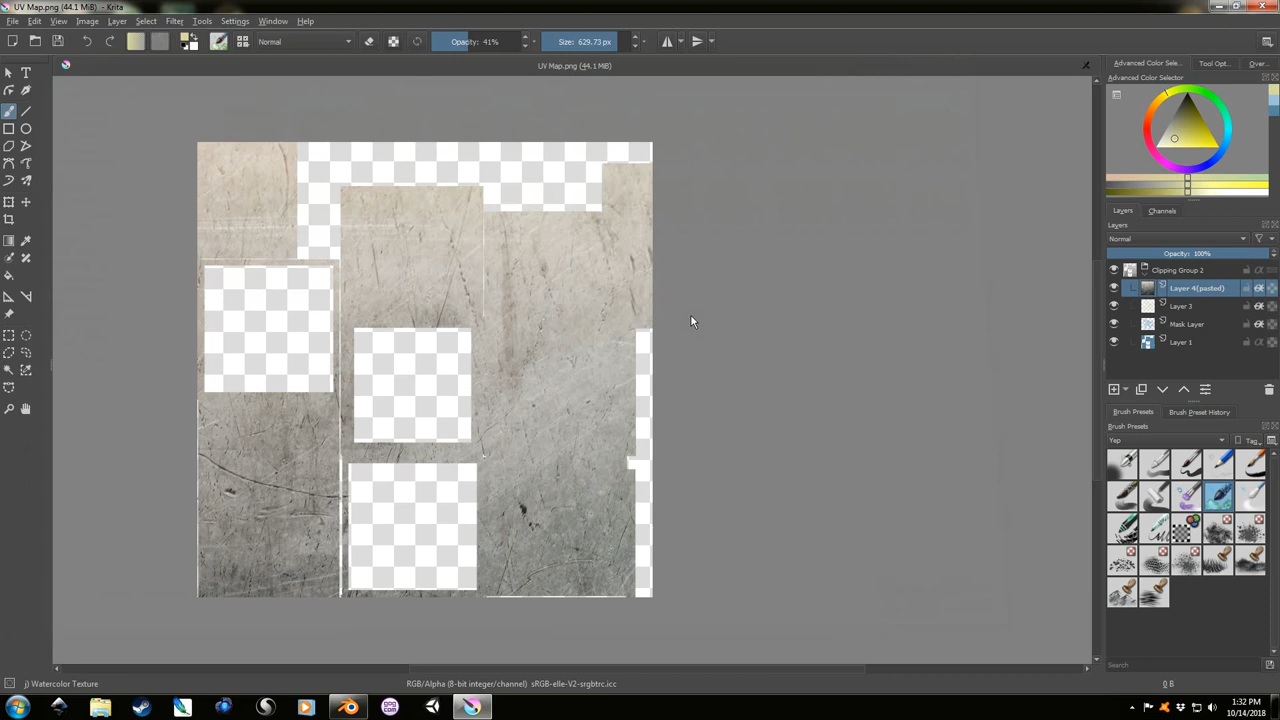 UV Map.png (44.1 MiB) - Krita
File Edit View Image Layer Select Filter Tools Settings Window Help
Normal Opacity: 41% Size: 629.73 px
UV Map.png (44.1 MiB)
Advanced Color Sele... Tool Opt... Over...
Advanced Color Selector
Layers Channels
Layers
Normal
Opacity: 100%
Clipping Group 2
Layer 4(pasted)
Layer 3
Mask Layer
Layer 1
Brush Presets Brush Preset History
Brush Presets
Yep Tag
Search
j) Watercolor Texture RGB/Alpha (8-bit integer/channel) sRGB-elle-V2-srgbtrc.icc 0 B
1:32 PM
10/14/2018